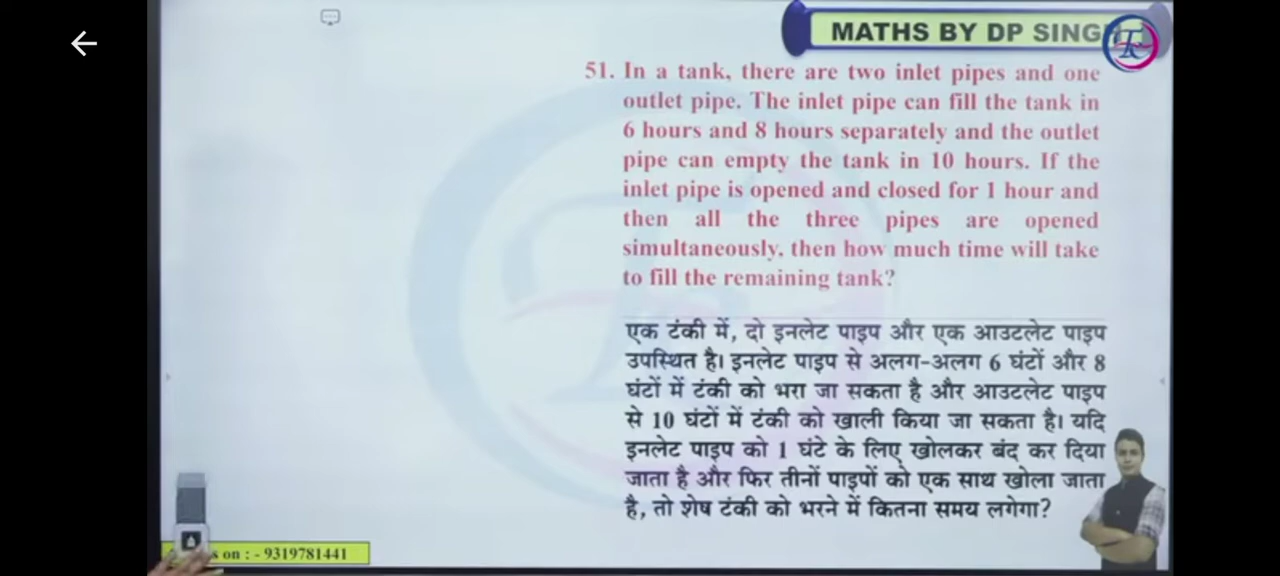 MATHS BY DP SING
51. In a tank, there are two inlet pipes and one
outlet pipe. The inlet pipe can fill the tank in
6 hours and 8 hours separately and the outlet
pipe can empty the tank in 10 hours. If the
inlet pipe is opened and closed for 1 hour and
then all the three pipes are opened
simultaneously, then how much time will take
to fill the remaining tank?
एक टंकी में, दो इनलेट पाइप और एक आउटलेट पाइप
उपस्थित है। इनलेट पाइप से अलग-अलग 6 घंटों और 8
घंटों में टंकी को भरा जा सकता है और आउटलेट पाइप
से 10 घंटों में टंकी को खाली किया जा सकता है। यदि
इनलेट पाइप को 1 घंटे के लिए खोलकर बंद कर दिया
जाता है और फिर तीनों पाइपों को एक साथ खोला जाता
है, तो शेष टंकी को भरने में कितना समय लगेगा?
on : - 9319781441